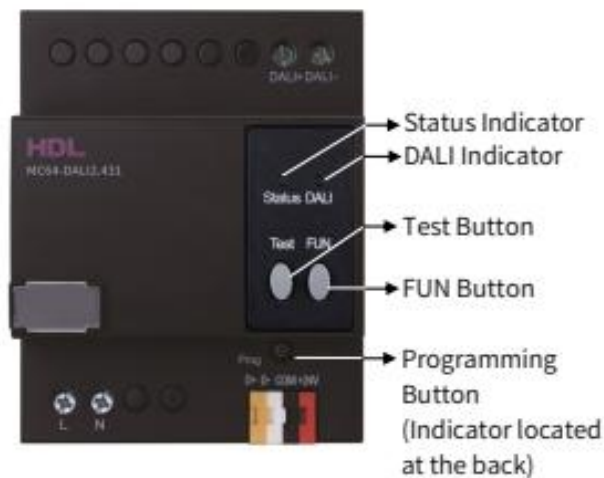 DALI+ DALI-
HDL
MC64-DALI2.431
Status DALI
Test FUN
Prog
D+ D- COM +24V
L N
Status Indicator
DALI Indicator
Test Button
FUN Button
Programming
Button
(Indicator located
at the back)